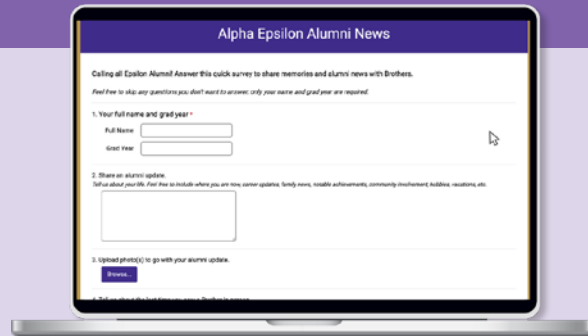 Alpha Epsilon Alumni News
Calling all Epsilon Alumni! Answer this quick survey to share memories and alumni news with Brothers.
Feel free to skip any questions you don't want to answer, only your name and grad year are required.
1. Your full name and grad year *
Full Name
Grad Year
2. Share an alumni update.
Tell us about your life. Feel free to include where you are now, career updates, family news, notable achievements, community involvement, hobbies, vacations, etc.
3. Upload photo(s) to go with your alumni update.
Browse...